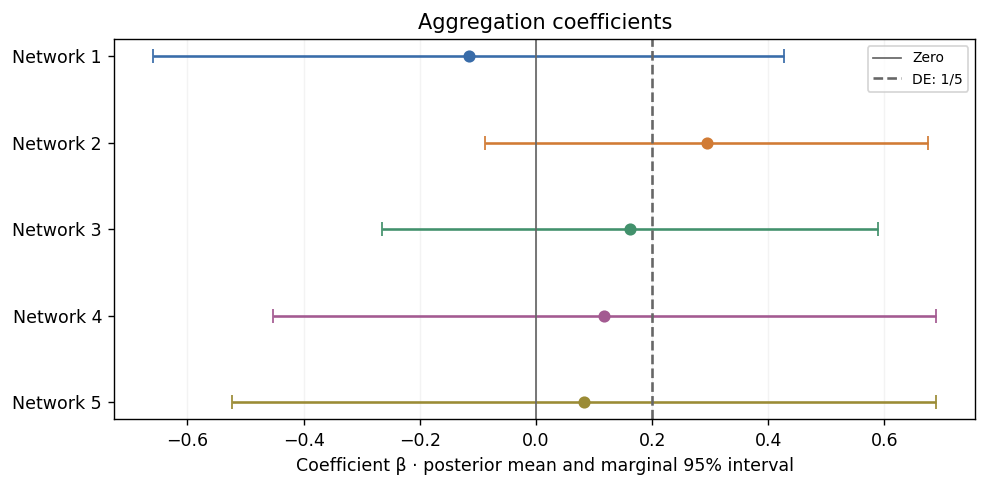 Aggregation coefficients
Zero
DE: 1/5
Network 1
Network 2
Network 3
Network 4
Network 5
−0.6 −0.4 −0.2 0.0 0.2 0.4 0.6
Coefficient β · posterior mean and marginal 95% interval